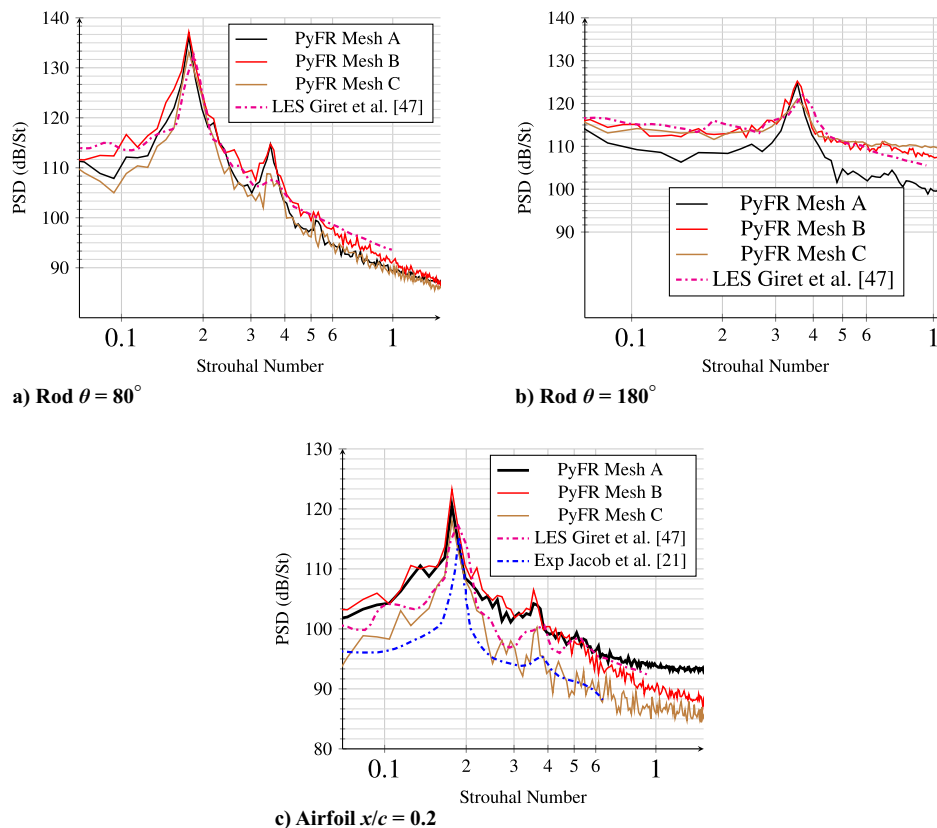 140
130
120
110
100
90
PSD (dB/St)
PyFR Mesh A
PyFR Mesh B
PyFR Mesh C
LES Giret et al. [47]
0.1 2 3 4 5 6 1
Strouhal Number
a) Rod θ = 80°
140
130
120
110
100
90
PSD (dB/St)
PyFR Mesh A
PyFR Mesh B
PyFR Mesh C
LES Giret et al. [47]
0.1 2 3 4 5 6 1
Strouhal Number
b) Rod θ = 180°
130
120
110
100
90
80
PSD (dB/St)
PyFR Mesh A
PyFR Mesh B
PyFR Mesh C
LES Giret et al. [47]
Exp Jacob et al. [21]
0.1 2 3 4 5 6 1
Strouhal Number
c) Airfoil x/c = 0.2